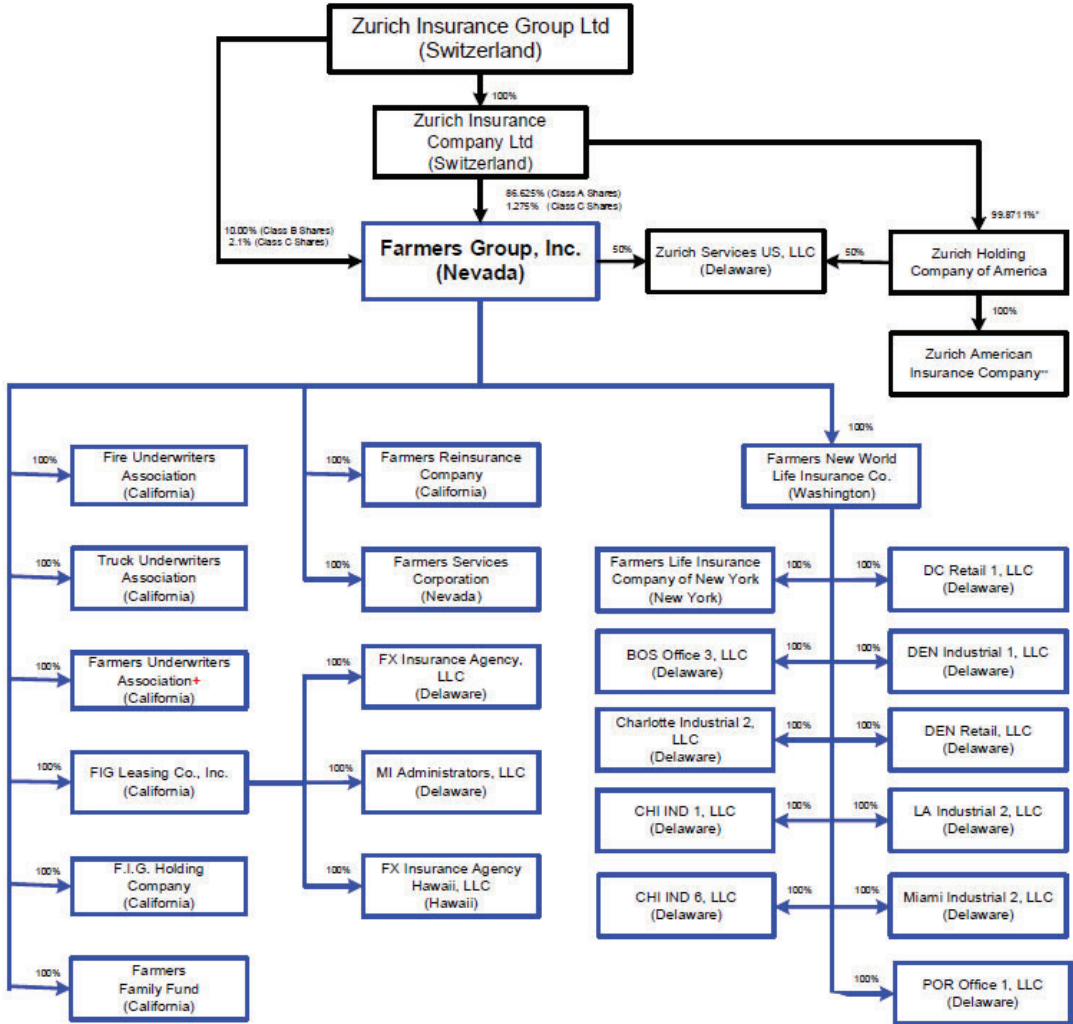 Zurich Insurance Group Ltd
(Switzerland)
100%
Zurich Insurance
Company Ltd
(Switzerland)
86.625% (Class A Shares)
1.275% (Class C Shares)
10.00% (Class B Shares)
2.1% (Class C Shares)
99.8711%*
Farmers Group, Inc.
(Nevada)
50%
Zurich Services US, LLC
(Delaware)
50%
Zurich Holding
Company of America
100%
Zurich American
Insurance Company**
100%
Fire Underwriters
Association
(California)
100%
Farmers Reinsurance
Company
(California)
100%
Farmers New World
Life Insurance Co.
(Washington)
100%
Truck Underwriters
Association
(California)
100%
Farmers Services
Corporation
(Nevada)
Farmers Life Insurance
Company of New York
(New York)
100%
100%
DC Retail 1, LLC
(Delaware)
100%
Farmers Underwriters
Association+
(California)
100%
FX Insurance Agency,
LLC
(Delaware)
BOS Office 3, LLC
(Delaware)
100%
100%
DEN Industrial 1, LLC
(Delaware)
100%
FIG Leasing Co., Inc.
(California)
100%
MI Administrators, LLC
(Delaware)
Charlotte Industrial 2,
LLC
(Delaware)
100%
100%
DEN Retail, LLC
(Delaware)
CHI IND 1, LLC
(Delaware)
100%
100%
LA Industrial 2, LLC
(Delaware)
100%
F.I.G. Holding
Company
(California)
100%
FX Insurance Agency
Hawaii, LLC
(Hawaii)
CHI IND 6, LLC
(Delaware)
100%
100%
Miami Industrial 2, LLC
(Delaware)
100%
Farmers
Family Fund
(California)
100%
POR Office 1, LLC
(Delaware)